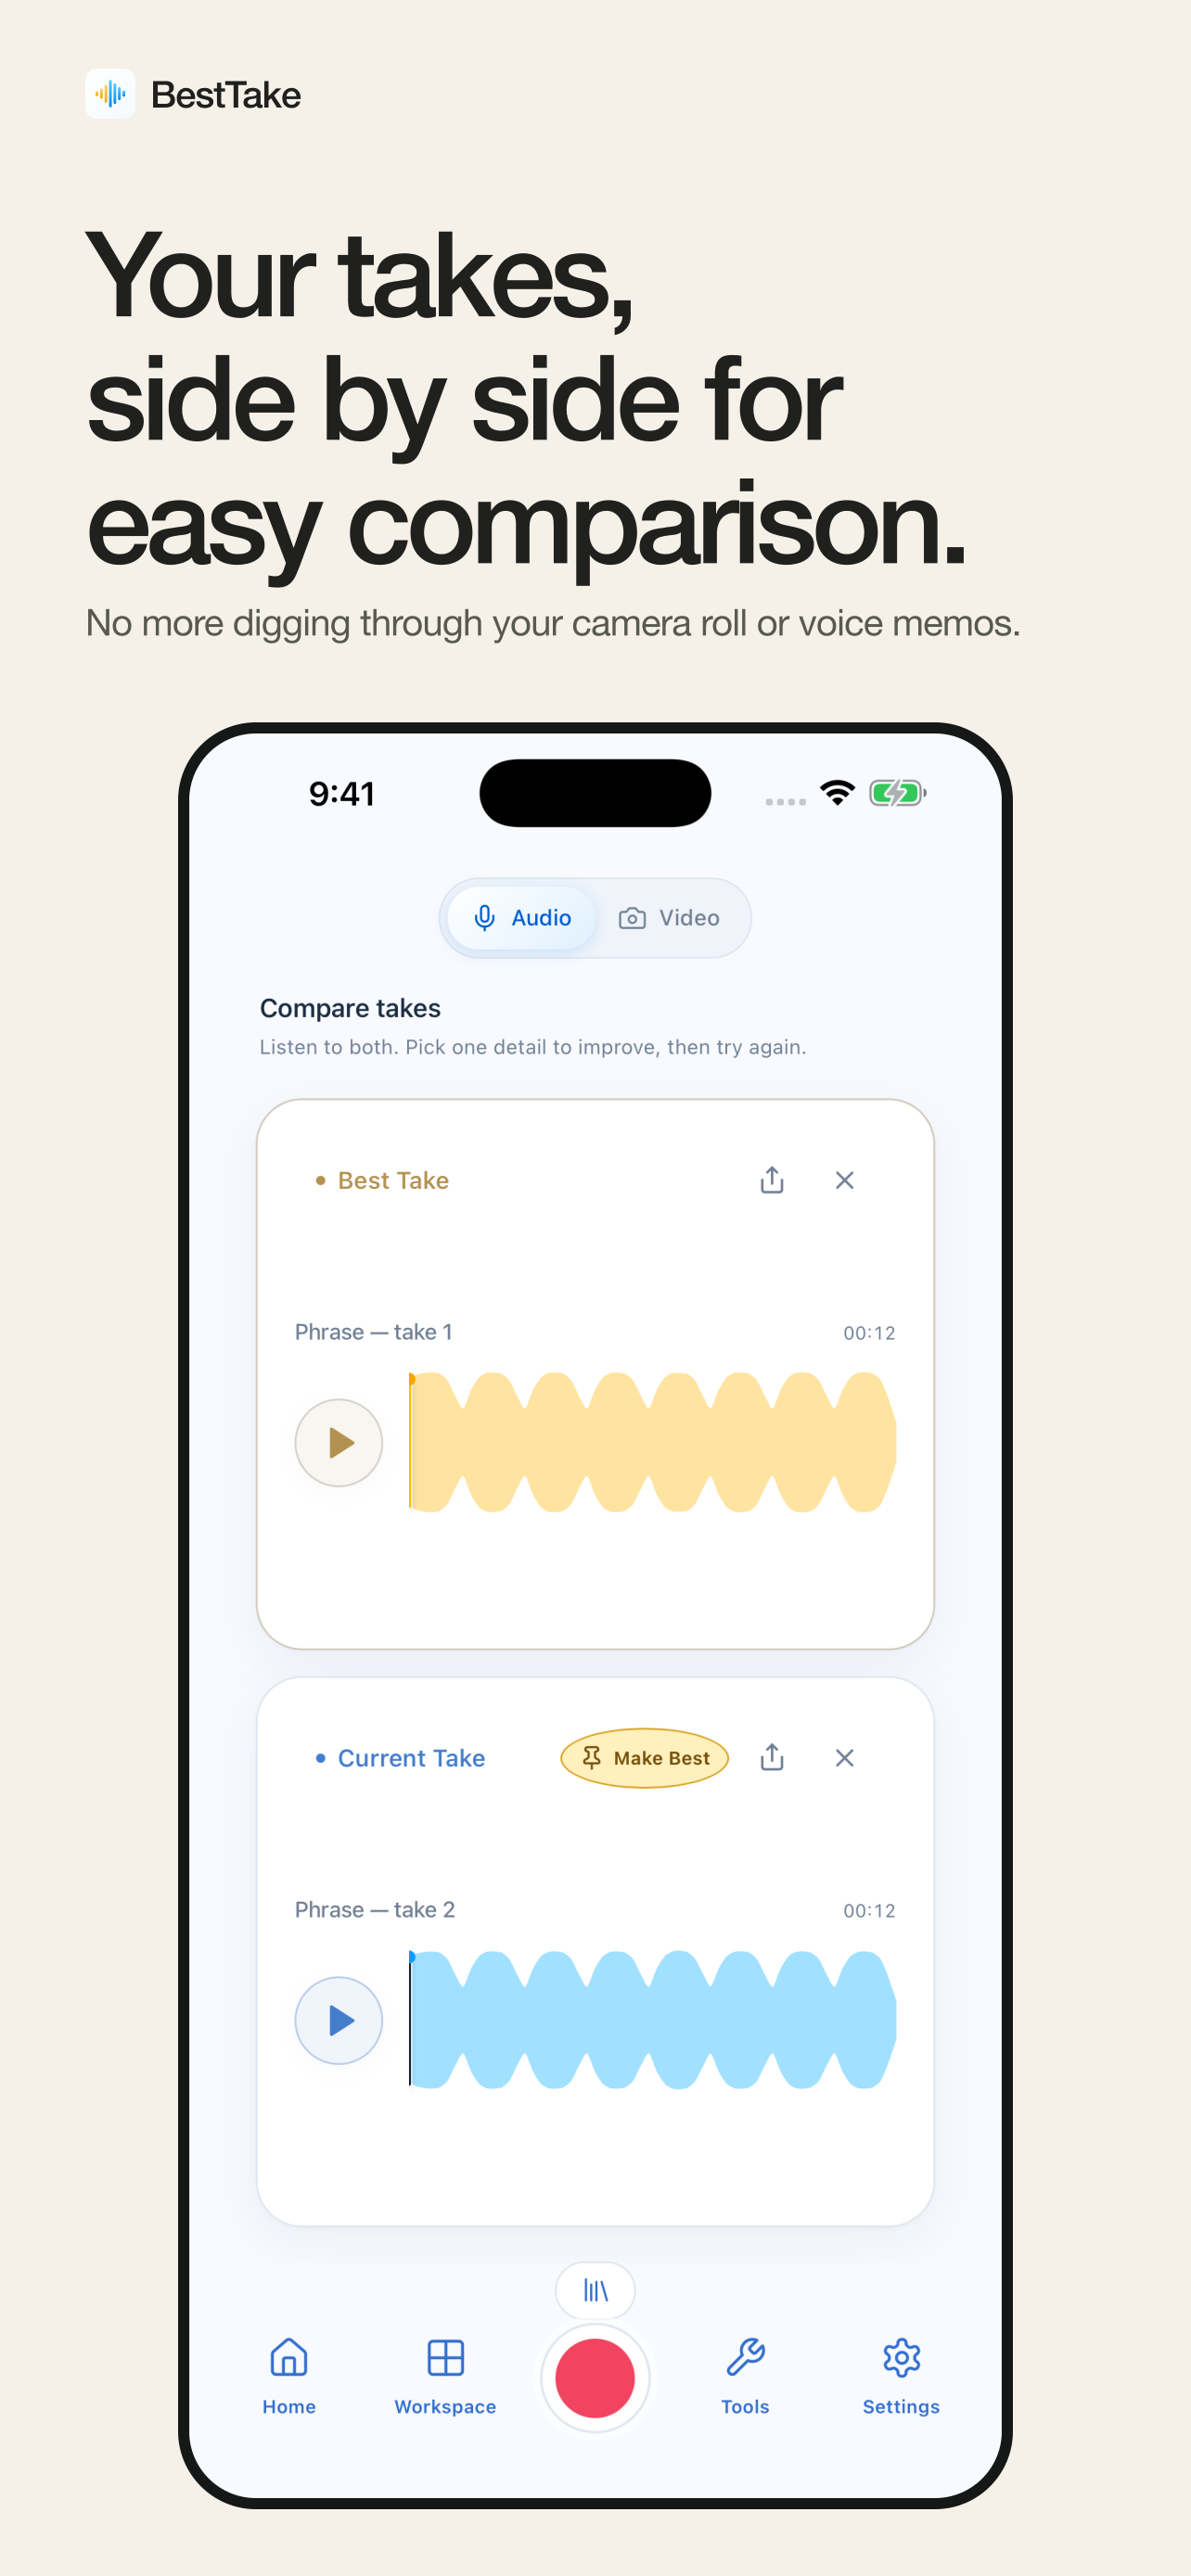 BestTake
Your takes,
side by side for
easy comparison.
No more digging through your camera roll or voice memos.
9:41
Audio
Video
Compare takes
Listen to both. Pick one detail to improve, then try again.
Best Take
Phrase — take 1
00:12
Current Take
Make Best
Phrase — take 2
00:12
Home
Workspace
Tools
Settings